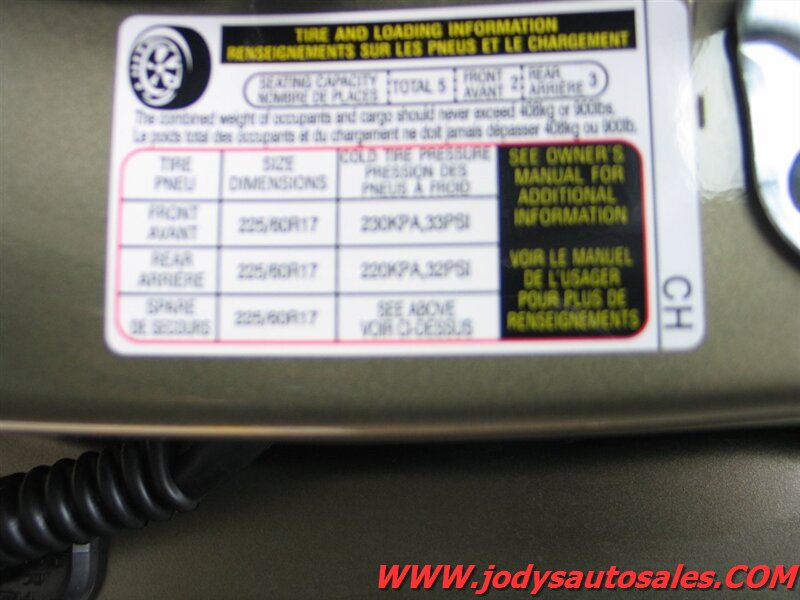 TIRE AND LOADING INFORMATION
RENSEIGNEMENTS SUR LES PNEUS ET LE CHARGEMENT
SEATING CAPACITY
NOMBRE DE PLACES
TOTAL 5
FRONT
AVANT 2
REAR
ARRIÈRE 3
The combined weight of occupants and cargo should never exceed 408kg or 900lbs.
Le poids total des occupants et du chargement ne doit jamais dépasser 408kg ou 900lb.
TIRE
PNEU
SIZE
DIMENSIONS
COLD TIRE PRESSURE
PRESSION DES
PNEUS À FROID
SEE OWNER'S
MANUAL FOR
ADDITIONAL
INFORMATION
FRONT
AVANT
225/60R17
230KPA,33PSI
REAR
ARRIÈRE
225/60R17
220KPA,32PSI
VOIR LE MANUEL
DE L'USAGER
POUR PLUS DE
RENSEIGNEMENTS
SPARE
DE SECOURS
225/60R17
SEE ABOVE
VOIR CI-DESSUS
CH
WWW.jodysautosales.COM